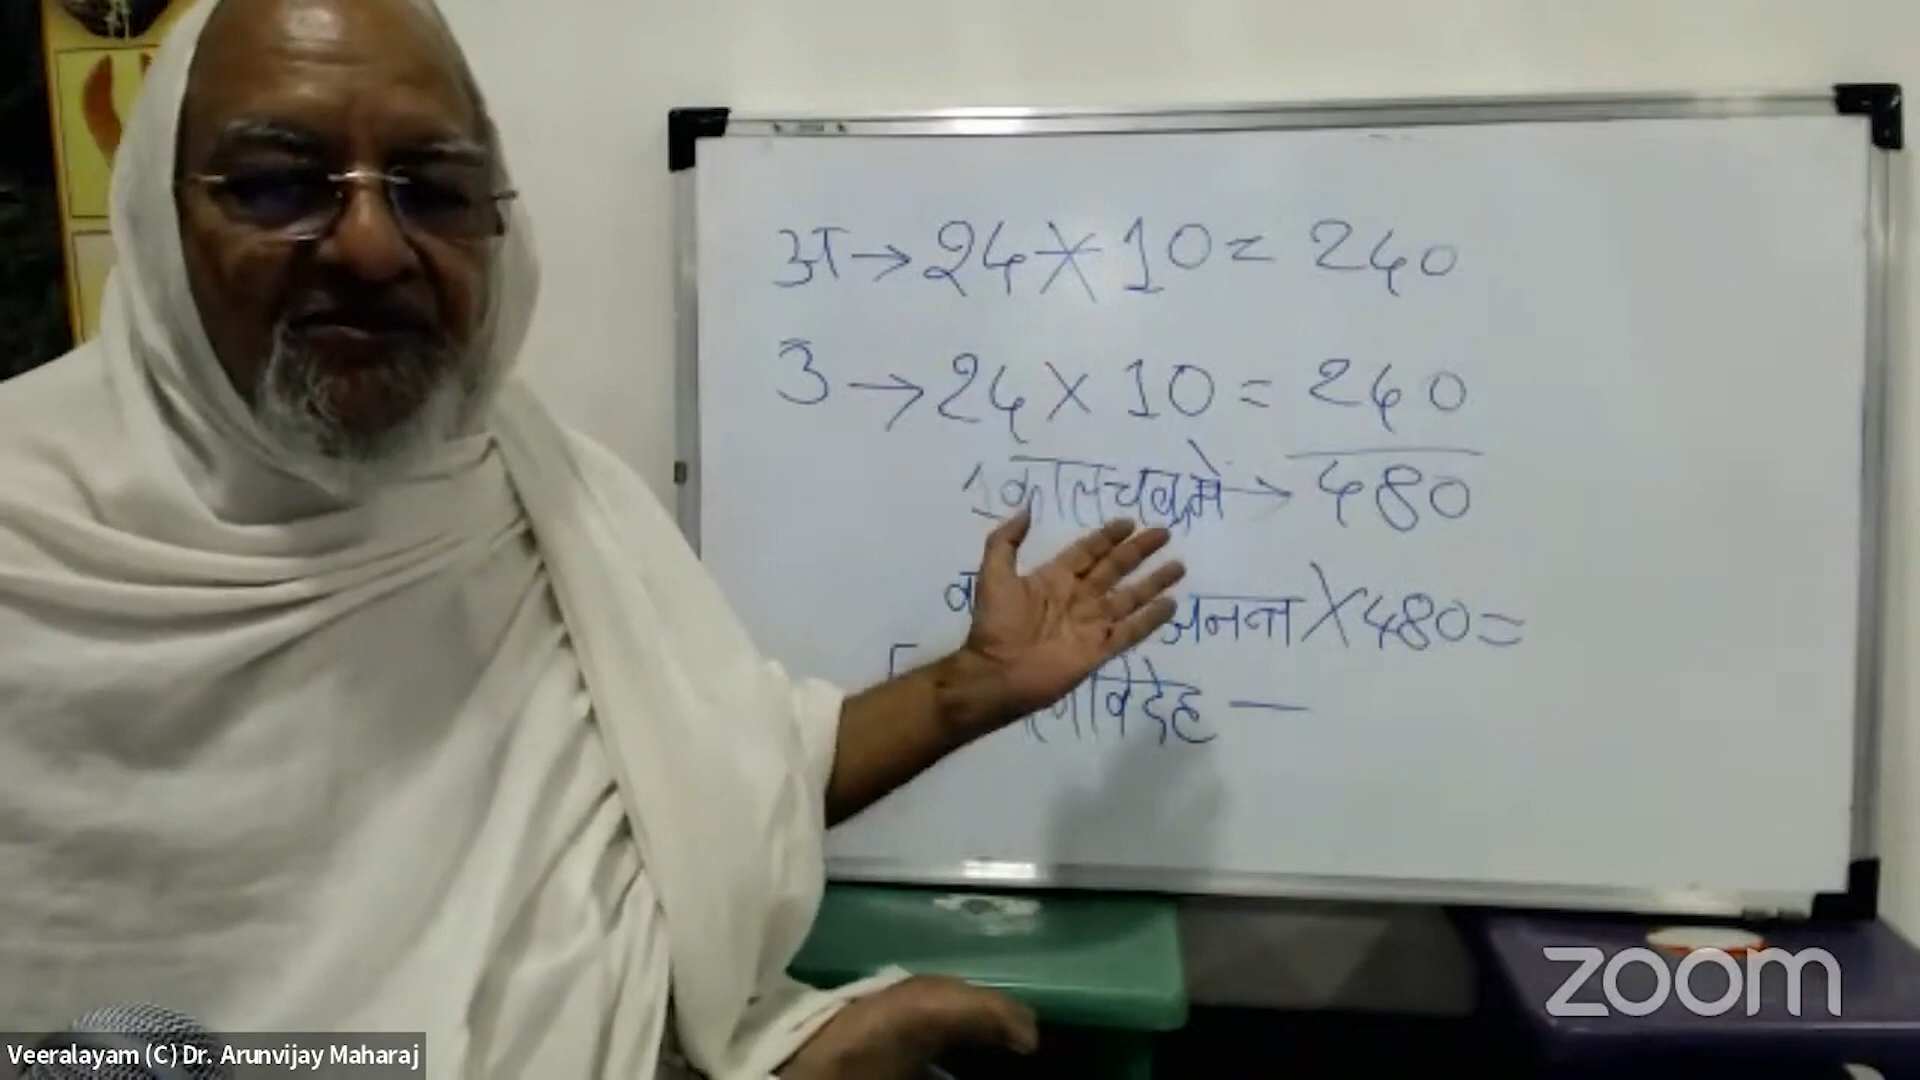 अ → 24 × 10 = 240
उ → 24 × 10 = 240
1 कालचक्र में → 480
अनन्त × 480 =
विदेह —
zoom
Veeralayam (C) Dr. Arunvijay Maharaj